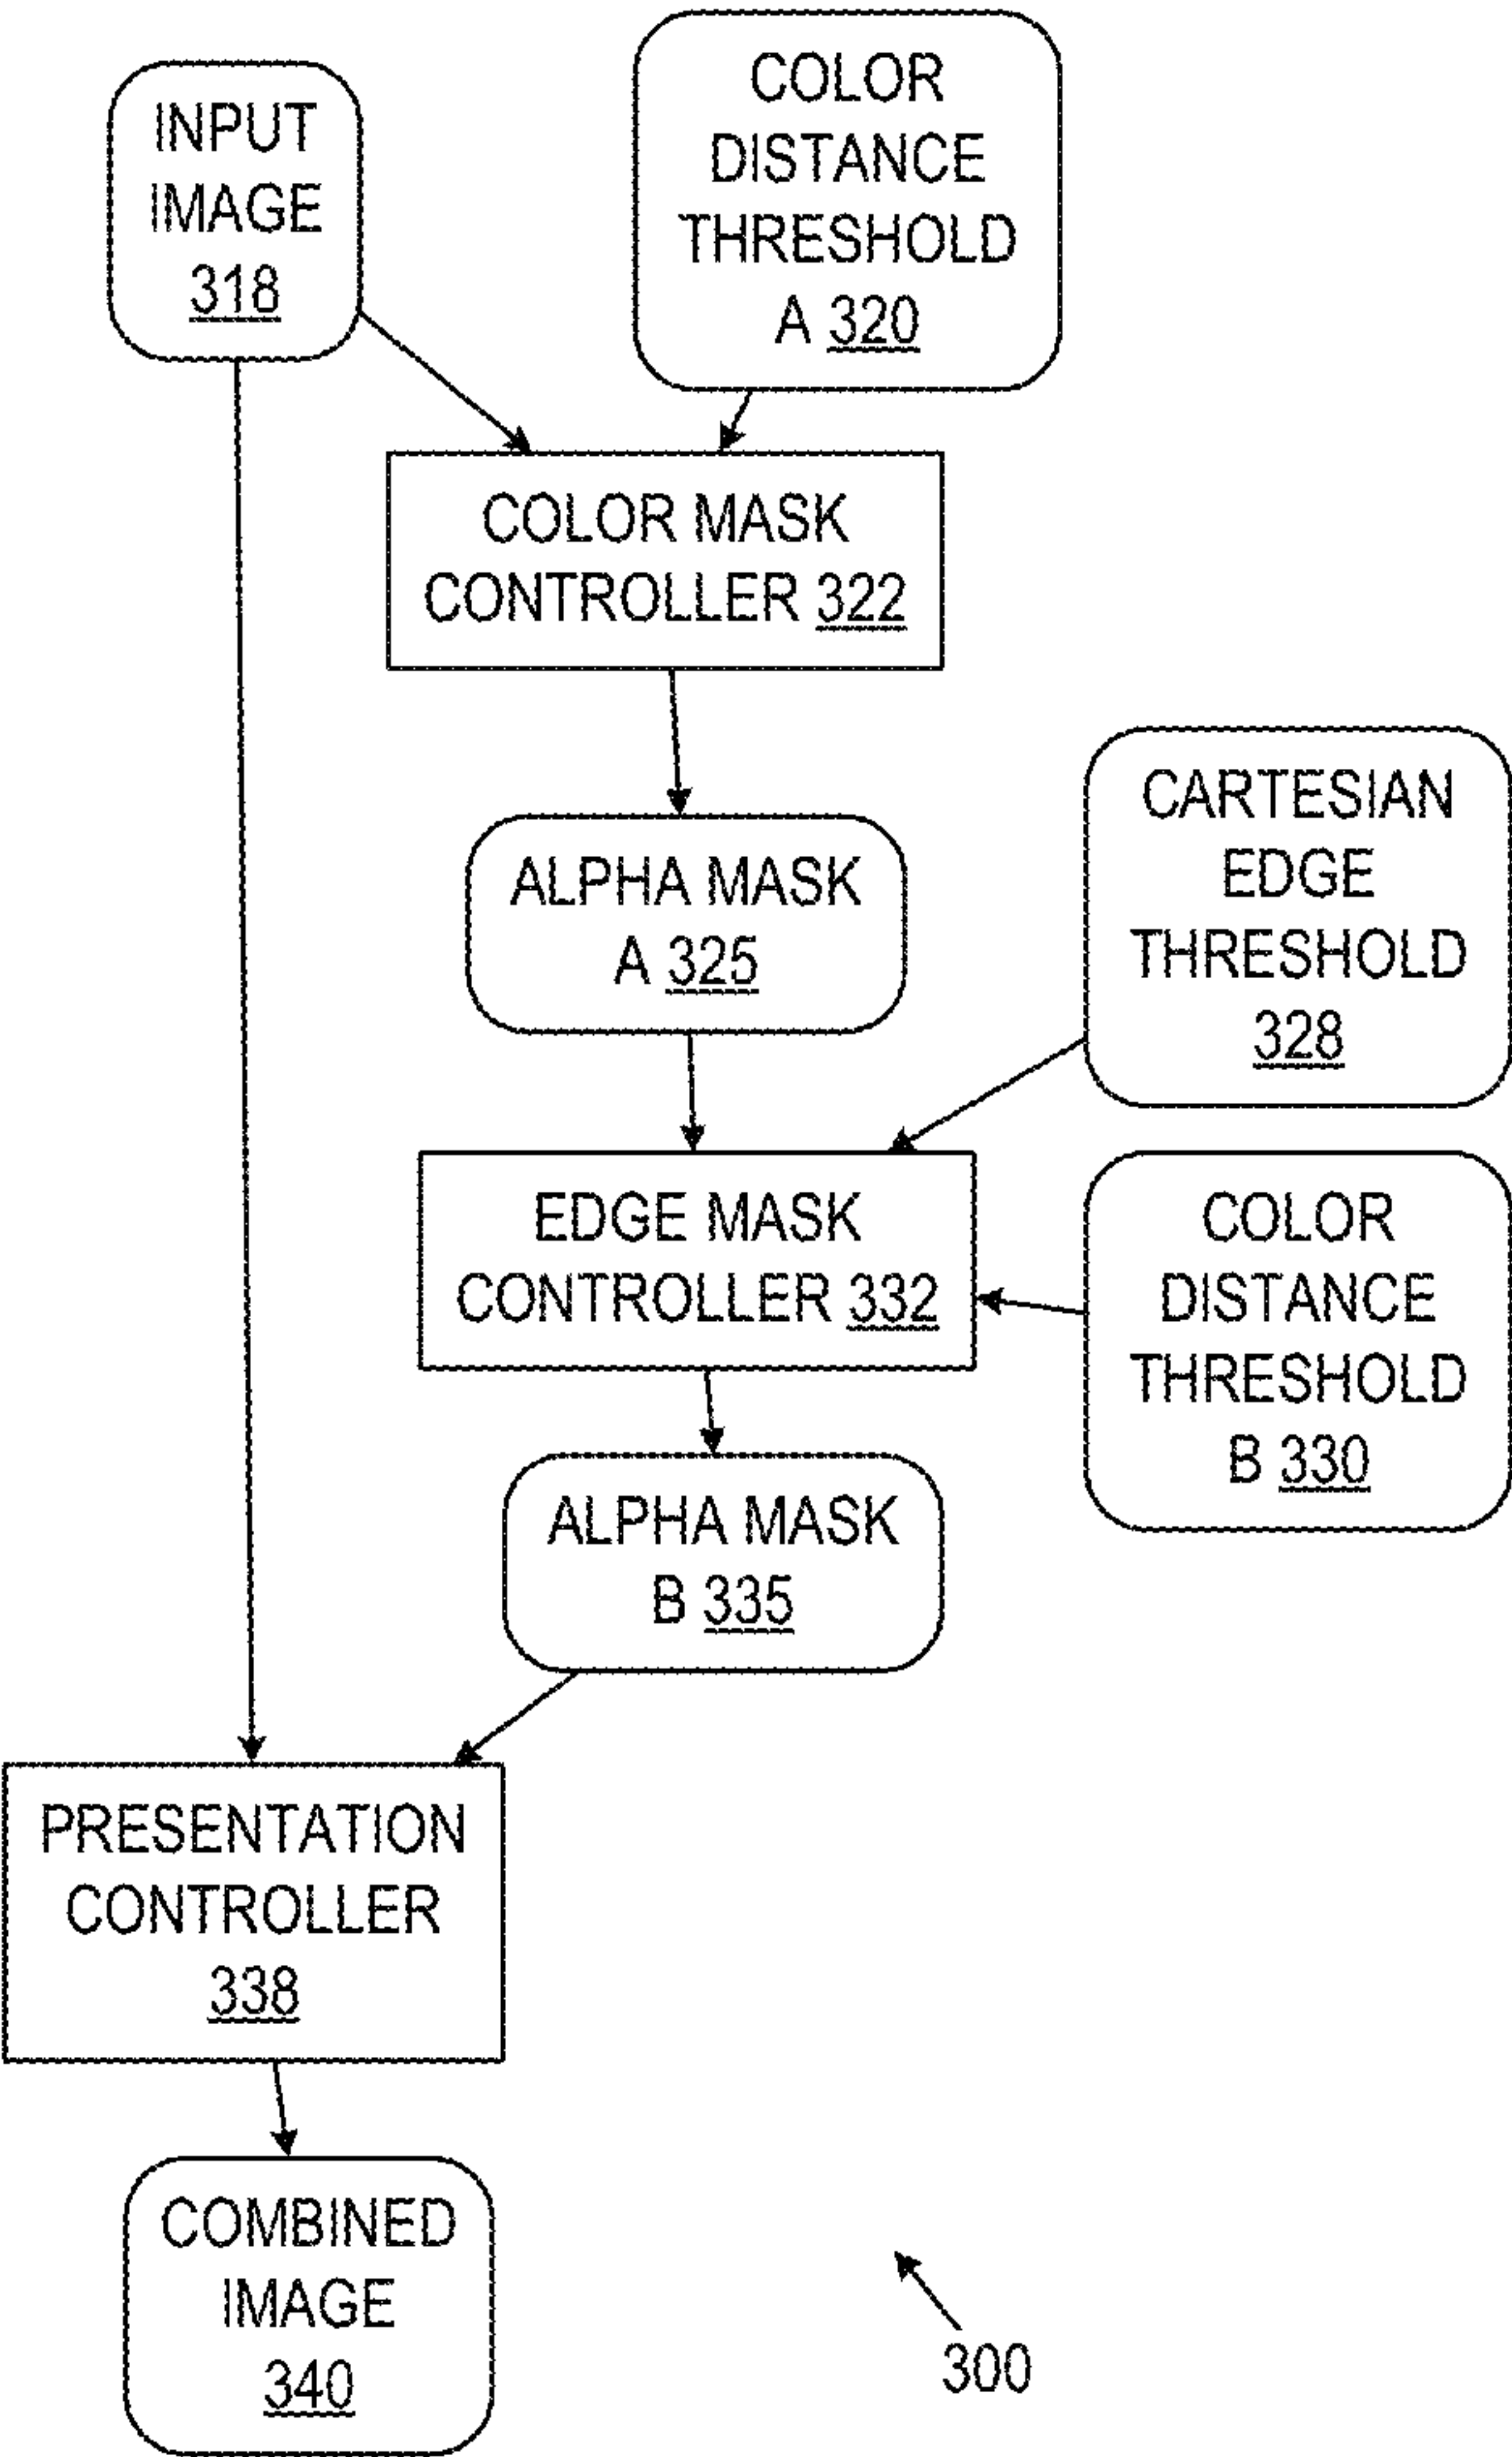 INPUT
IMAGE
318
COLOR
DISTANCE
THRESHOLD
A 320
COLOR MASK
CONTROLLER 322
ALPHA MASK
A 325
CARTESIAN
EDGE
THRESHOLD
328
EDGE MASK
CONTROLLER 332
COLOR
DISTANCE
THRESHOLD
B 330
ALPHA MASK
B 335
PRESENTATION
CONTROLLER
338
COMBINED
IMAGE
340
300